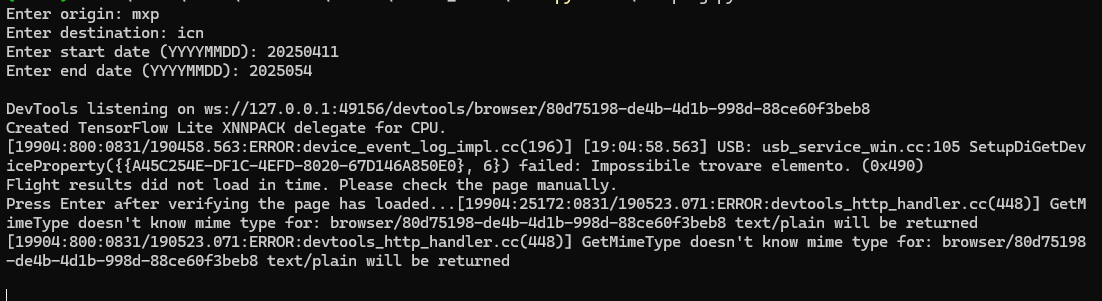 Enter origin: mxp
Enter destination: icn
Enter start date (YYYYMMDD): 20250411
Enter end date (YYYYMMDD): 2025054
DevTools listening on ws://127.0.0.1:49156/devtools/browser/80d75198-de4b-4d1b-998d-88ce60f3beb8
Created TensorFlow Lite XNNPACK delegate for CPU.
[19904:800:0831/190458.563:ERROR:device_event_log_impl.cc(196)] [19:04:58.563] USB: usb_service_win.cc:105 SetupDiGetDev
iceProperty({{A45C254E-DF1C-4EFD-8020-67D146A850E0}, 6}) failed: Impossibile trovare elemento. (0x490)
Flight results did not load in time. Please check the page manually.
Press Enter after verifying the page has loaded...[19904:25172:0831/190523.071:ERROR:devtools_http_handler.cc(448)] GetM
imeType doesn't know mime type for: browser/80d75198-de4b-4d1b-998d-88ce60f3beb8 text/plain will be returned
[19904:800:0831/190523.071:ERROR:devtools_http_handler.cc(448)] GetMimeType doesn't know mime type for: browser/80d75198
-de4b-4d1b-998d-88ce60f3beb8 text/plain will be returned